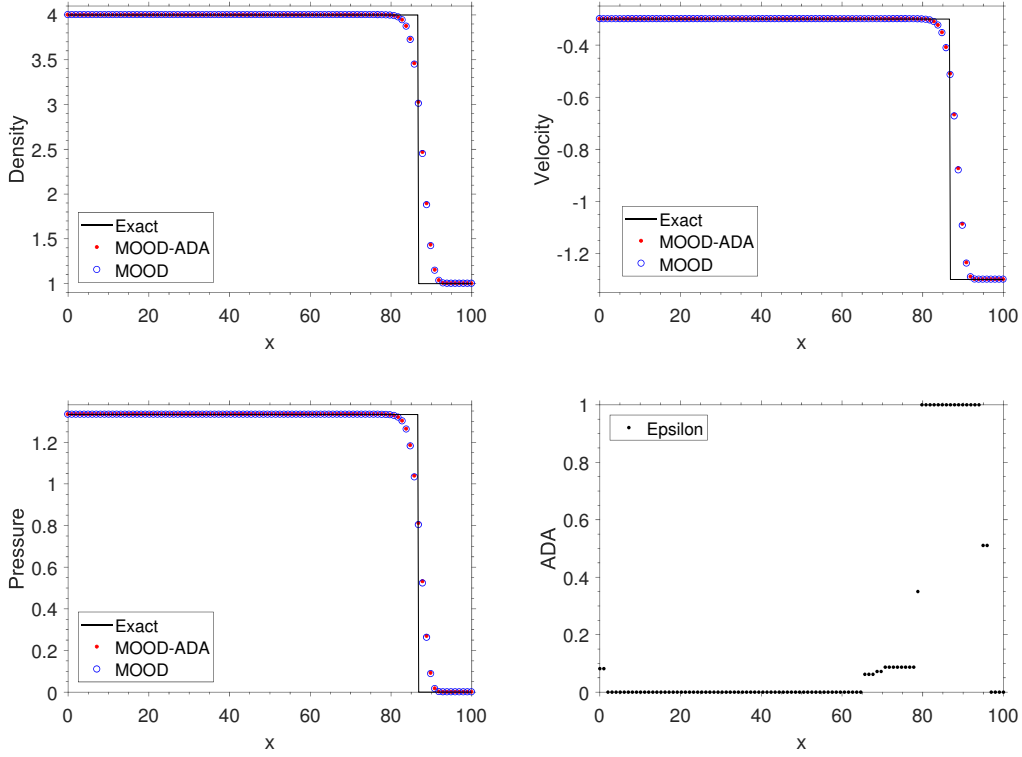 4
3.5
3
2.5
2
1.5
1
Density
Exact
MOOD-ADA
MOOD
0 20 40 60 80 100
x
-0.4
-0.6
-0.8
-1
-1.2
Velocity
Exact
MOOD-ADA
MOOD
0 20 40 60 80 100
x
1.2
1
0.8
0.6
0.4
0.2
0
Pressure
Exact
MOOD-ADA
MOOD
0 20 40 60 80 100
x
1
0.8
0.6
0.4
0.2
0
ADA
Epsilon
0 20 40 60 80 100
x